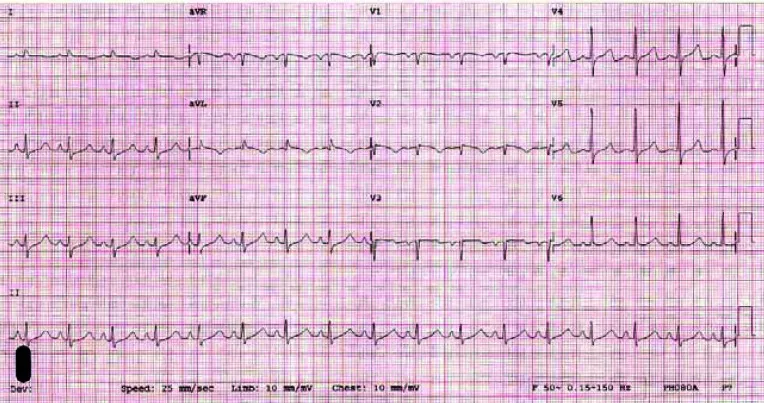 I aVR V1 V4
II aVL V2 V5
III aVF V3 V6
II
Dev: Speed: 25 mm/sec Limb: 10 mm/mV Chest: 10 mm/mV F 50~ 0.15-150 Hz PH080A P?